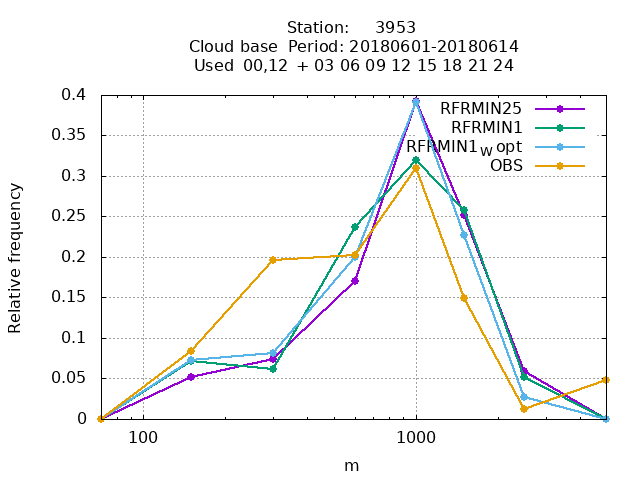 Station: 3953
Cloud base Period: 20180601-20180614
Used 00,12 + 03 06 09 12 15 18 21 24
RFRMIN25
RFRMIN1
RFRMIN1_W opt
OBS
0.4
0.35
0.3
0.25
0.2
0.15
0.1
0.05
0
Relative frequency
100 1000
m